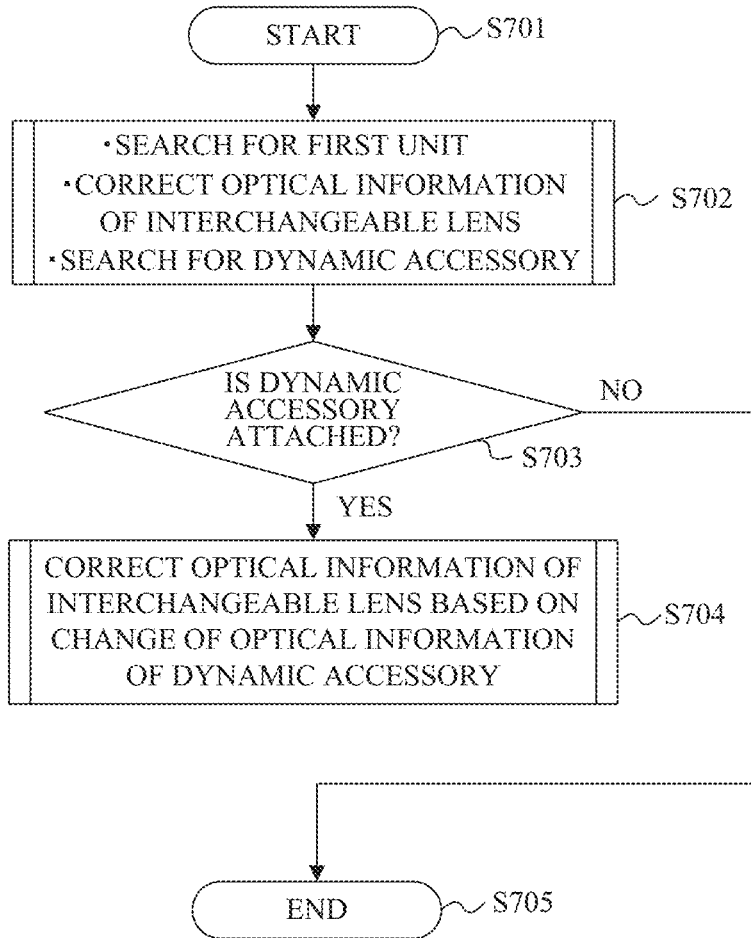 START
S701
•SEARCH FOR FIRST UNIT
•CORRECT OPTICAL INFORMATION
OF INTERCHANGEABLE LENS
•SEARCH FOR DYNAMIC ACCESSORY
S702
IS DYNAMIC
ACCESSORY
ATTACHED?
NO
S703
YES
CORRECT OPTICAL INFORMATION OF
INTERCHANGEABLE LENS BASED ON
CHANGE OF OPTICAL INFORMATION
OF DYNAMIC ACCESSORY
S704
END
S705